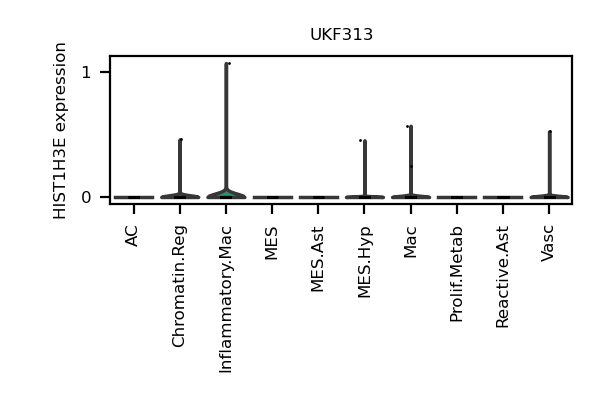 UKF313
HIST1H3E expression
1
0
AC
Chromatin.Reg
Inflammatory.Mac
MES
MES.Ast
MES.Hyp
Mac
Prolif.Metab
Reactive.Ast
Vasc